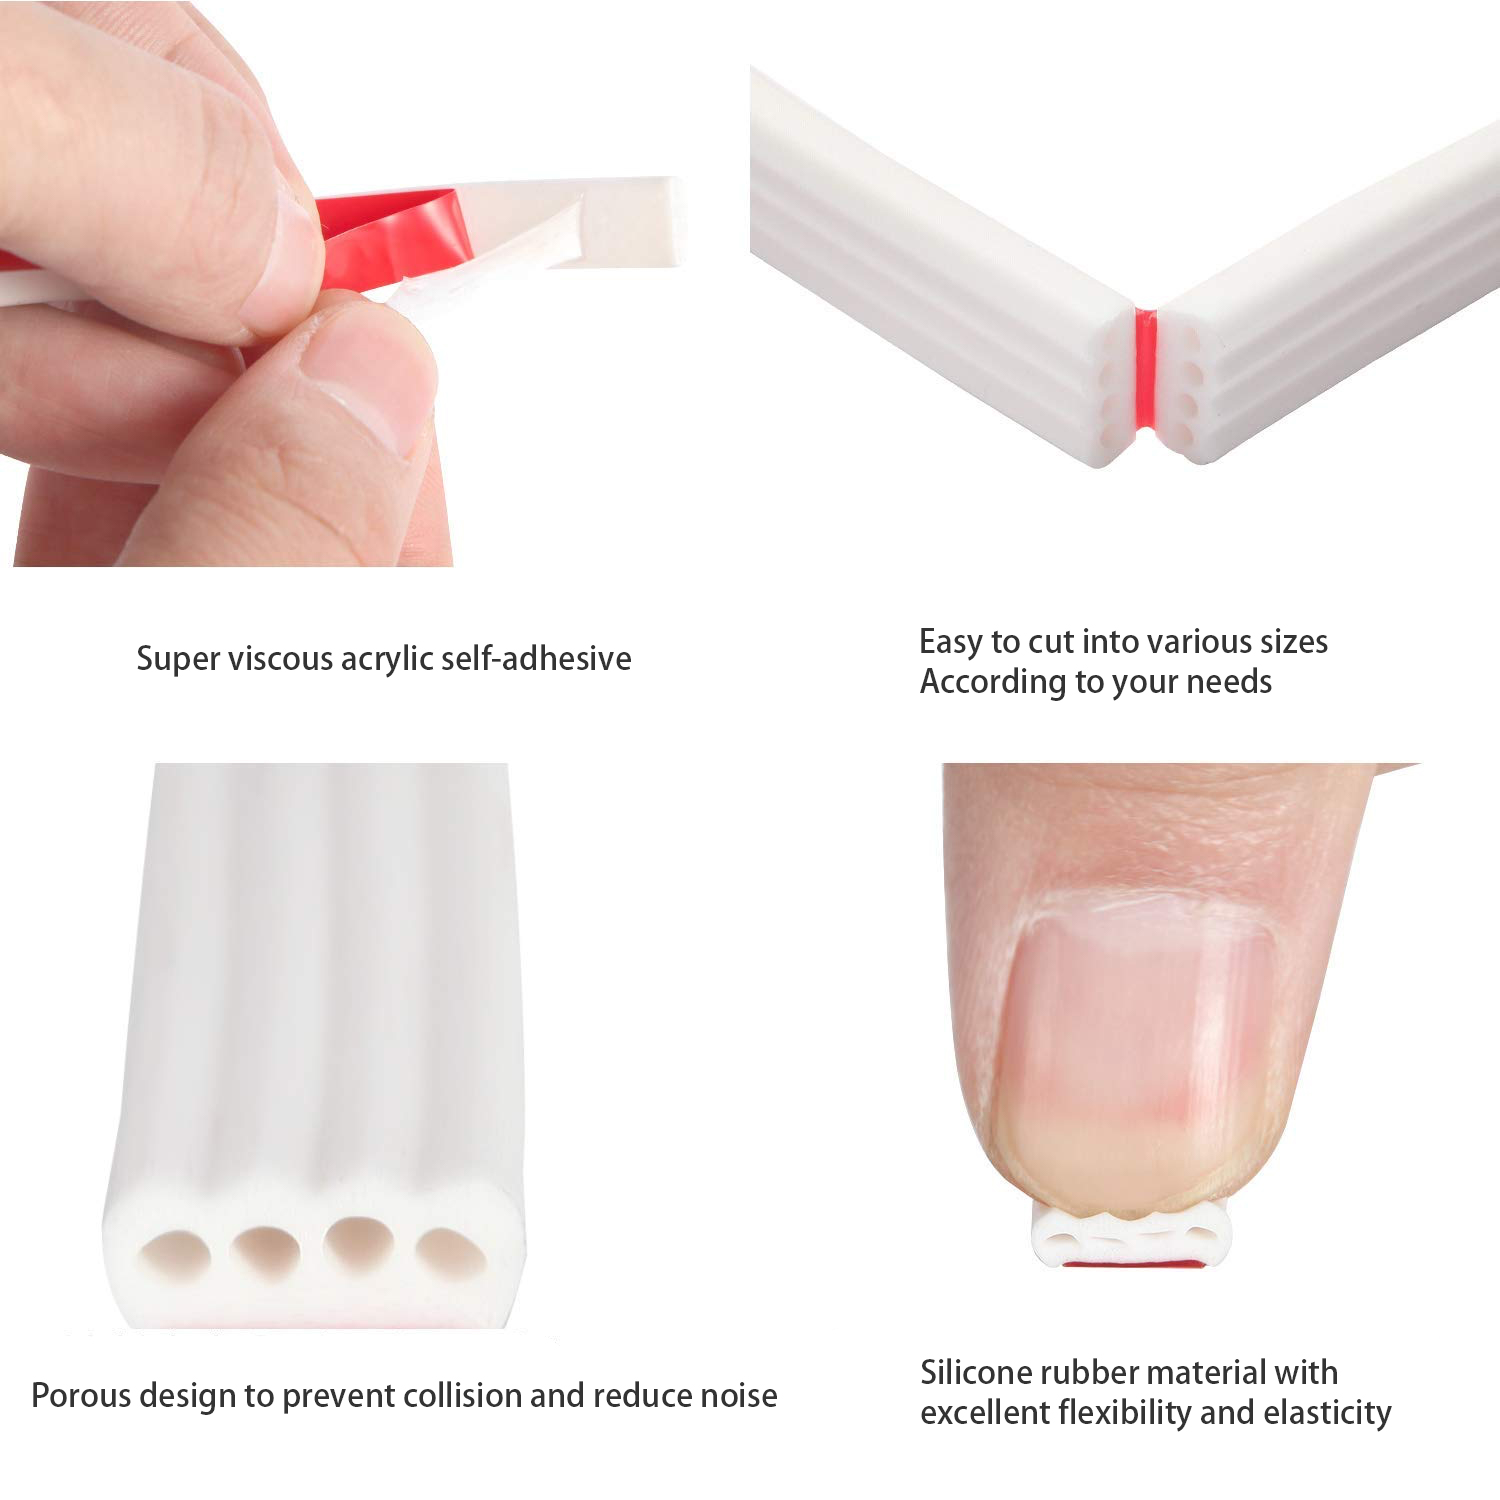 Super viscous acrylic self-adhesive
Easy to cut into various sizes
According to your needs
Porous design to prevent collision and reduce noise
Silicone rubber material with
excellent flexibility and elasticity